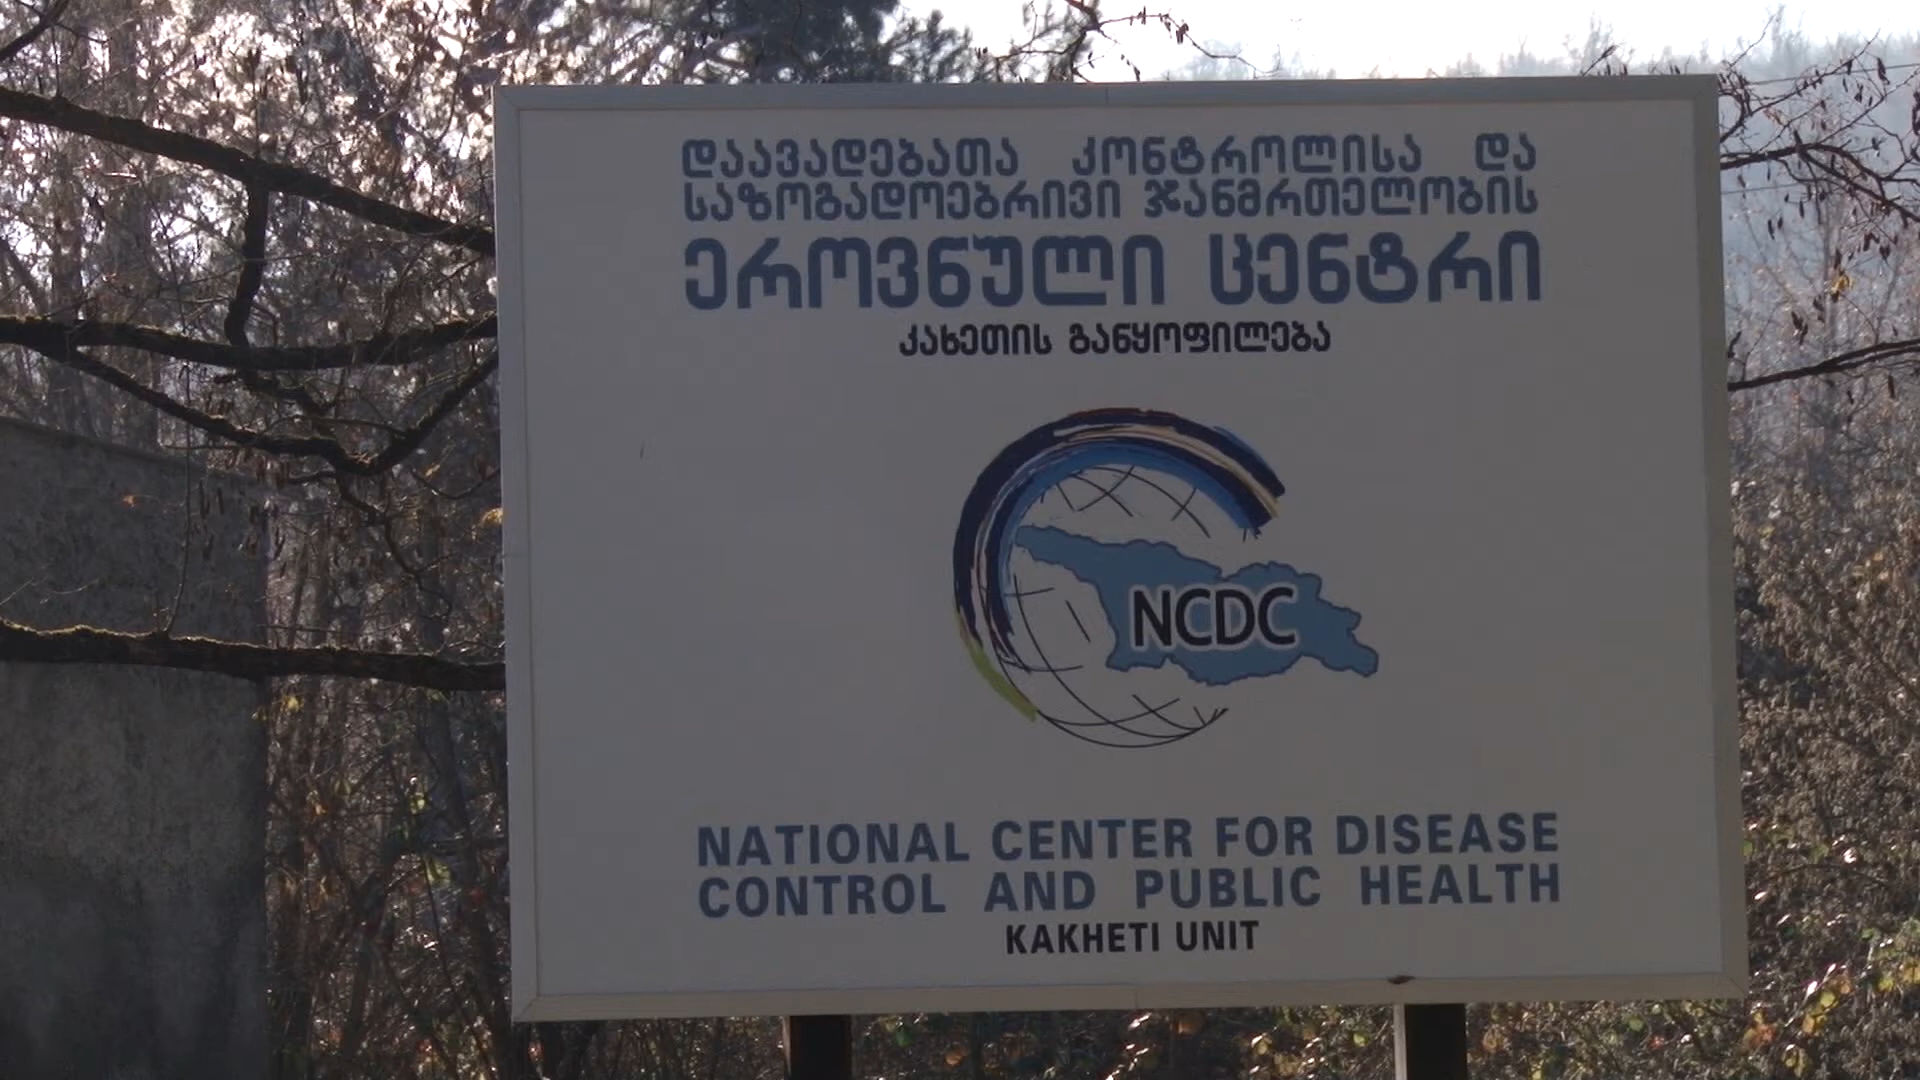 დაავადებათა კონტროლისა და
საზოგადოებრივი ჯანმრთელობის
ეროვნული ცენტრი
კახეთის განყოფილება
NCDC
NATIONAL CENTER FOR DISEASE
CONTROL AND PUBLIC HEALTH
KAKHETI UNIT